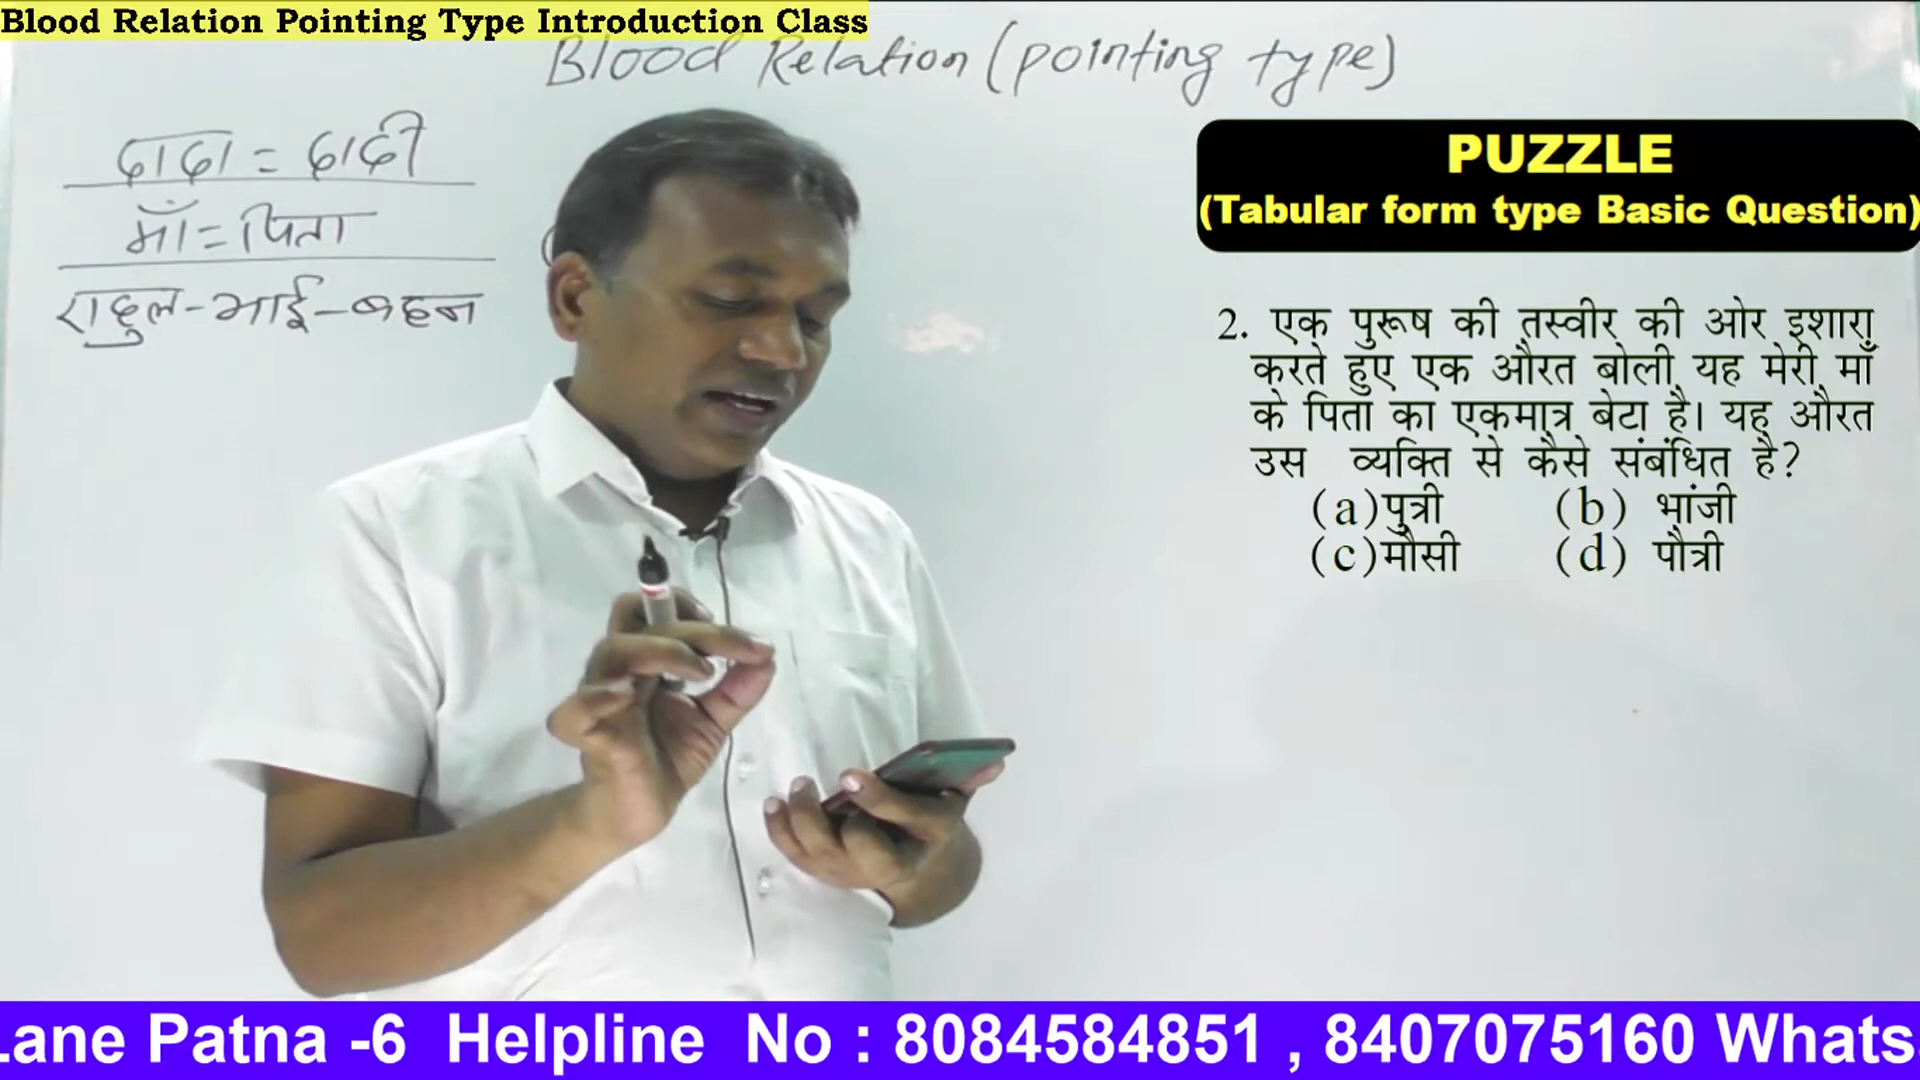 Blood Relation Pointing Type Introduction Class
Blood Relation (pointing type)
दादा = दादी
माँ = पिता
राहुल - भाई - बहन
PUZZLE
(Tabular form type Basic Question)
2. एक पुरूष की तस्वीर की ओर इशारा
करते हुए एक औरत बोली, यह मेरी माँ
के पिता का एकमात्र बेटा है। यह औरत
उस व्यक्ति से कैसे संबंधित है?
(a) पुत्री (b) भांजी
(c) मौसी (d) पौत्री
Lane Patna -6 Helpline No : 8084584851 , 8407075160 Whats